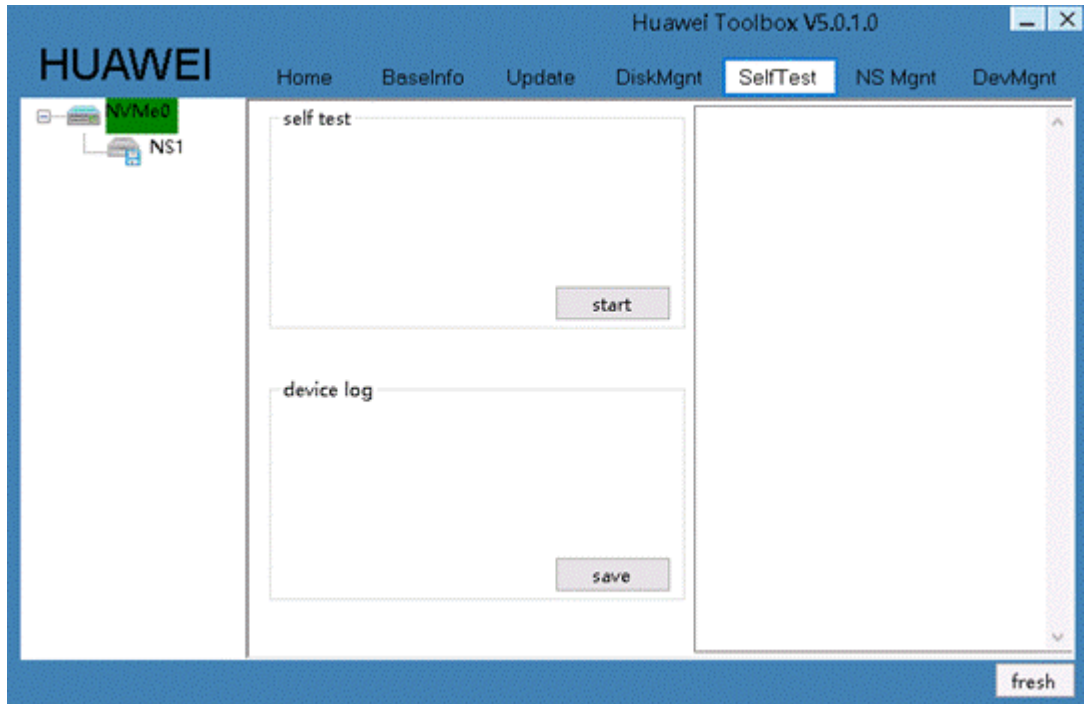 Huawei Toolbox V5.0.1.0
HUAWEI
Home BaseInfo Update DiskMgnt SelfTest NS Mgnt DevMgnt
NVMe0
NS1
self test
start
device log
save
fresh